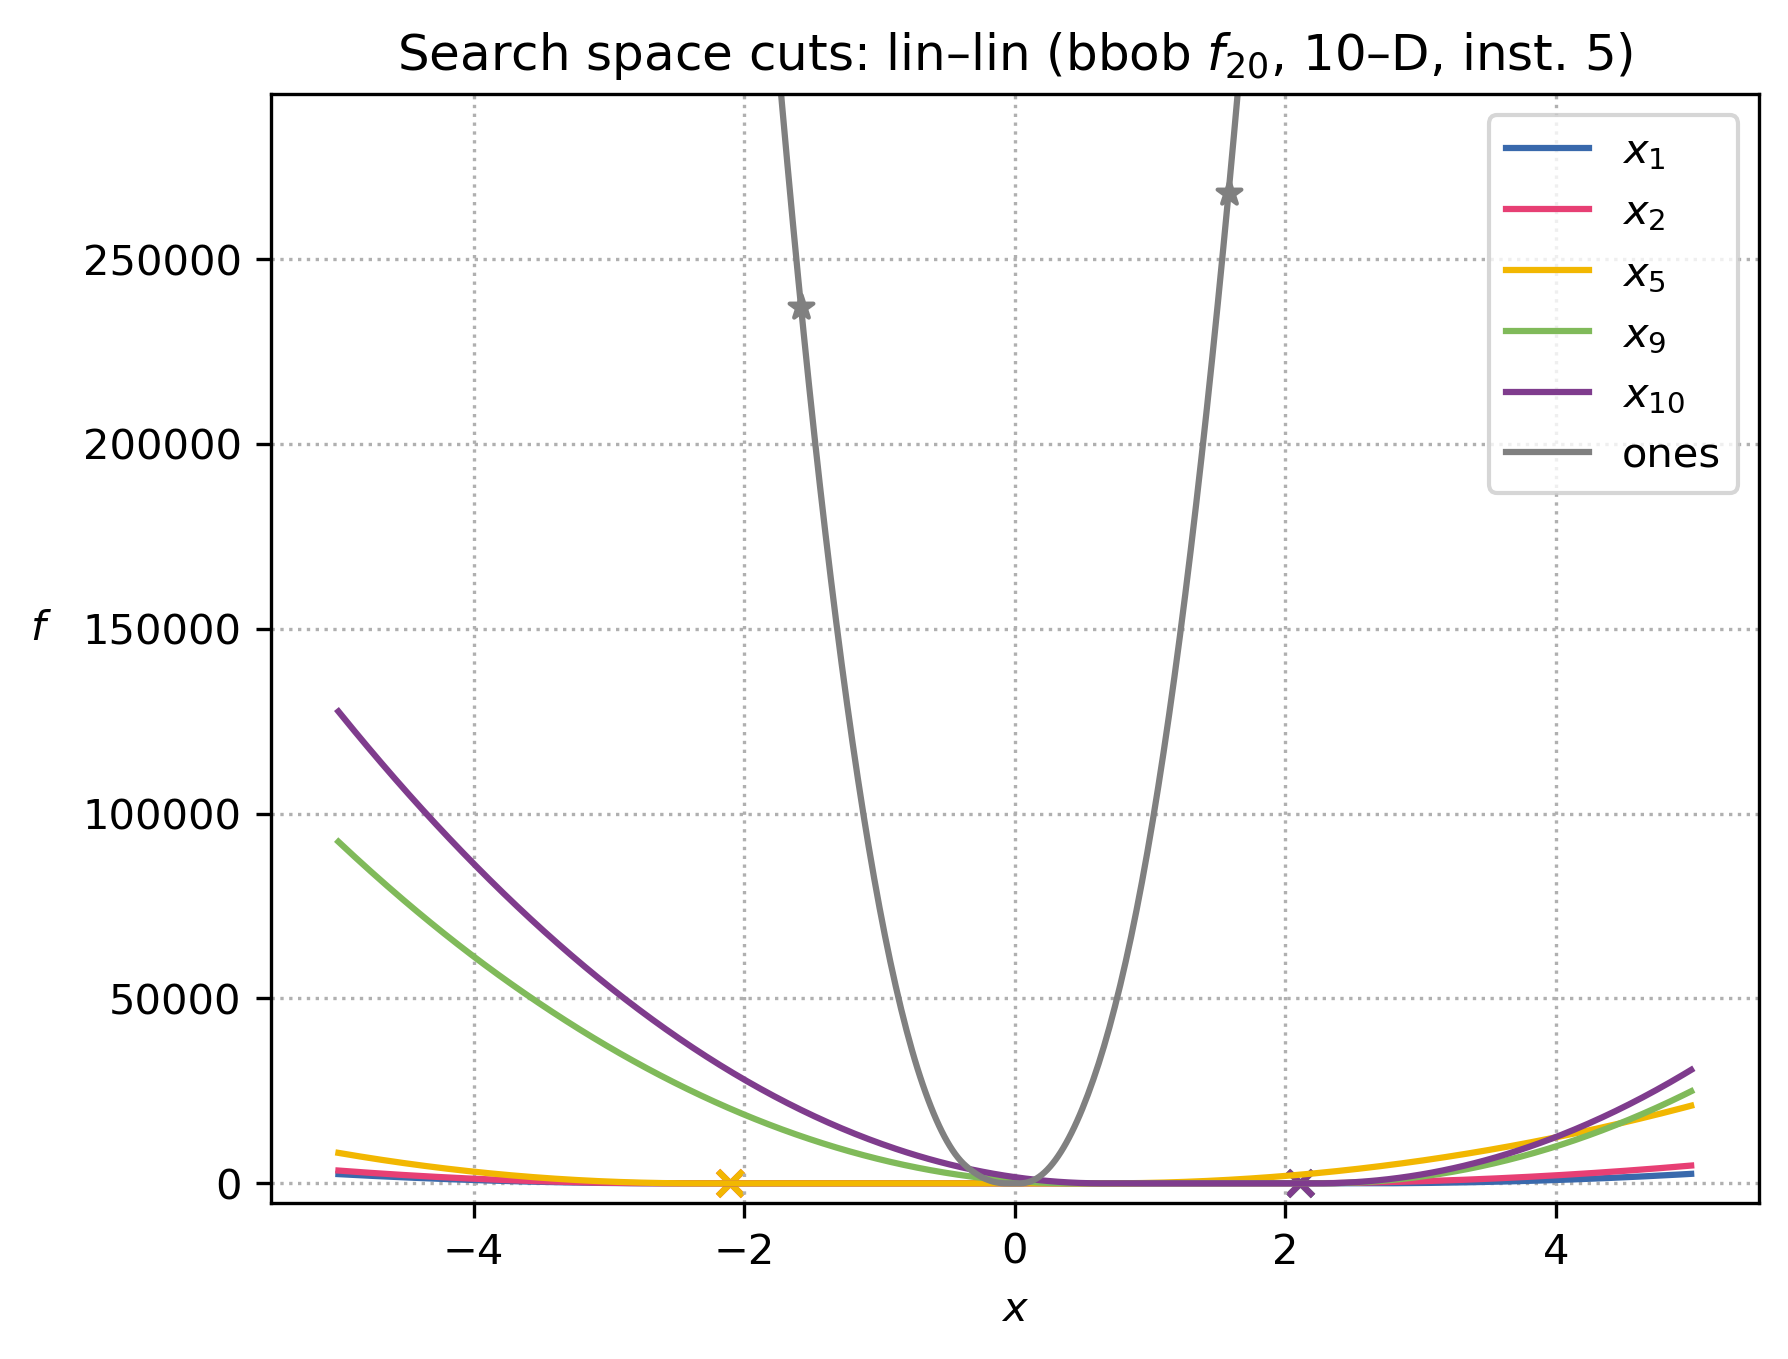 Search space cuts: lin–lin (bbob f₂₀, 10–D, inst. 5)
x₁
x₂
x₅
x₉
x₁₀
ones
250000
200000
150000
100000
50000
0
f
−4
−2
0
2
4
x